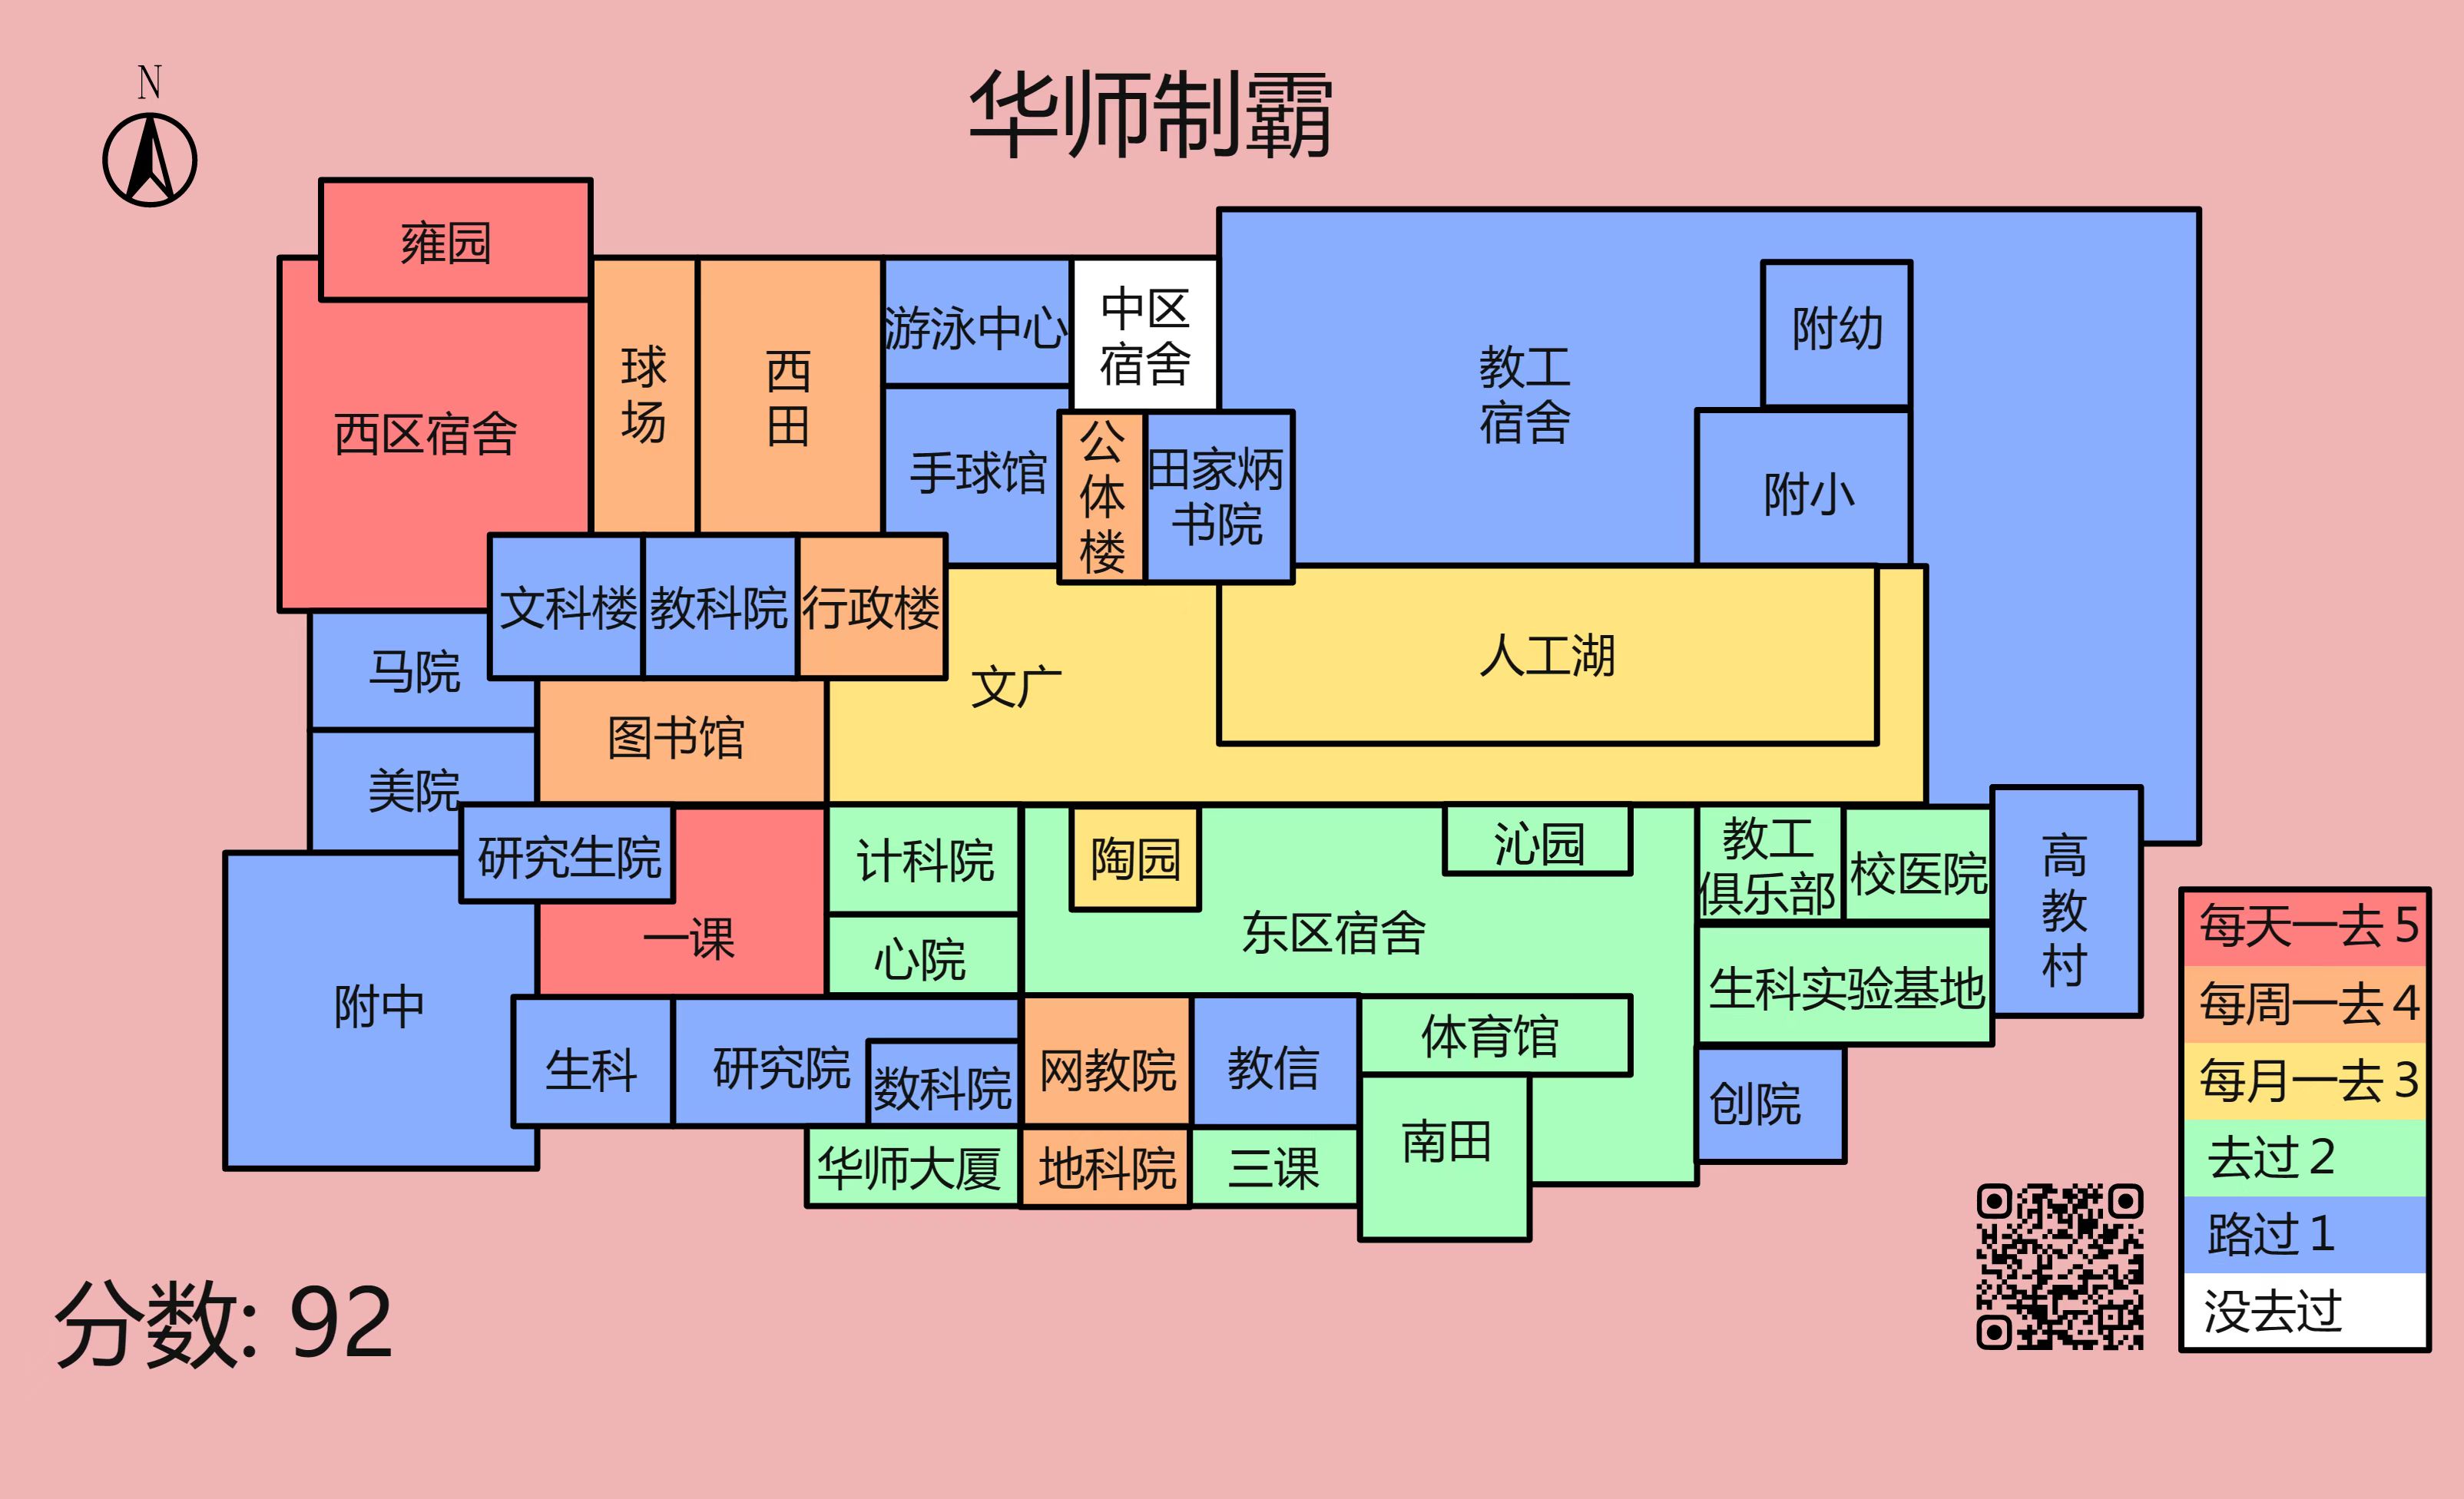 N
华师制霸
雍园
西区宿舍
球
场
西
田
游泳中心
手球馆
中区
宿舍
公
体
楼
田家炳
书院
教工
宿舍
附幼
附小
文科楼
教科院
行政楼
马院
美院
图书馆
文广
人工湖
研究生院
一课
计科院
心院
陶园
东区宿舍
沁园
教工
俱乐部
校医院
高
教
村
生科实验基地
附中
生科
研究院
数科院
网教院
教信
体育馆
南田
创院
华师大厦
地科院
三课
每天一去 5
每周一去 4
每月一去 3
去过 2
路过 1
没去过
分数: 92